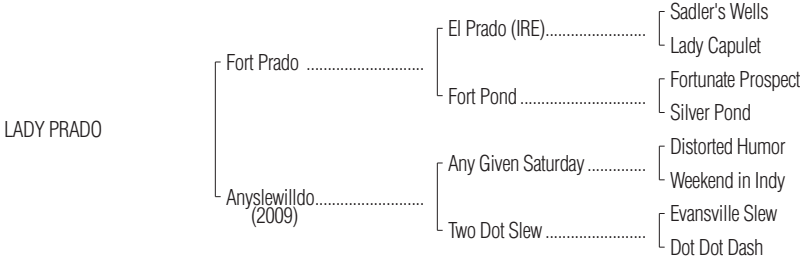 Sadler's Wells
El Prado (IRE).......................
Lady Capulet
Fort Prado ...........................
Fortunate Prospect
Fort Pond .............................
Silver Pond
LADY PRADO
Distorted Humor
Any Given Saturday ..............
Weekend in Indy
Anyslewilldo.........................
(2009)
Evansville Slew
Two Dot Slew .......................
Dot Dot Dash